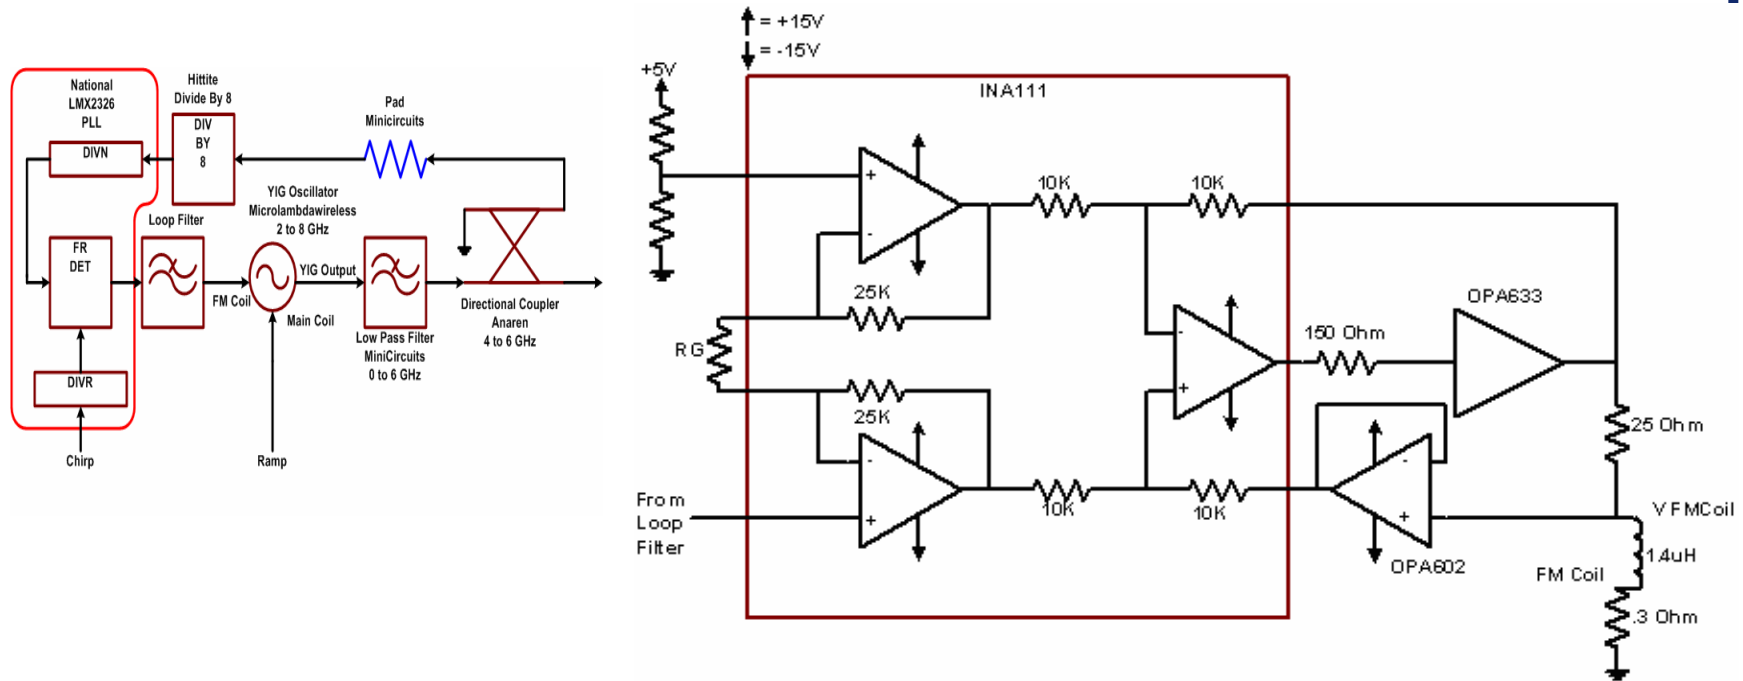 National
LMX2326
PLL
Hittite
Divide By 8
Pad
Minicircuits
DIVN
DIV
BY
8
YIG Oscillator
Microlambdawireless
2 to 8 GHz
Loop Filter
FR
DET
YIG Output
FM Coil
Main Coil
Directional Coupler
Anaren
4 to 6 GHz
Low Pass Filter
MiniCircuits
0 to 6 GHz
DIVR
Chirp
Ramp
= +15V
= -15V
+5V
INA111
+
-
10K
10K
25K
RG
25K
-
+
10K
10K
-
+
150 Ohm
OPA633
25 Ohm
-
+
OPA602
From
Loop
Filter
V FMCoil
1.4uH
FM Coil
.3 Ohm